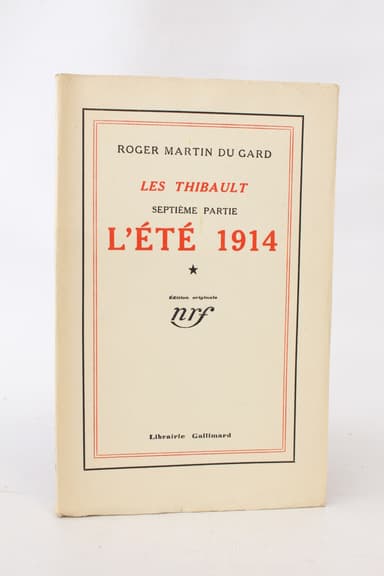 ROGER MARTIN DU GARD
LES THIBAULT
SEPTIÈME PARTIE
L'ÉTÉ 1914
★
Édition originale
nrf
Librairie Gallimard